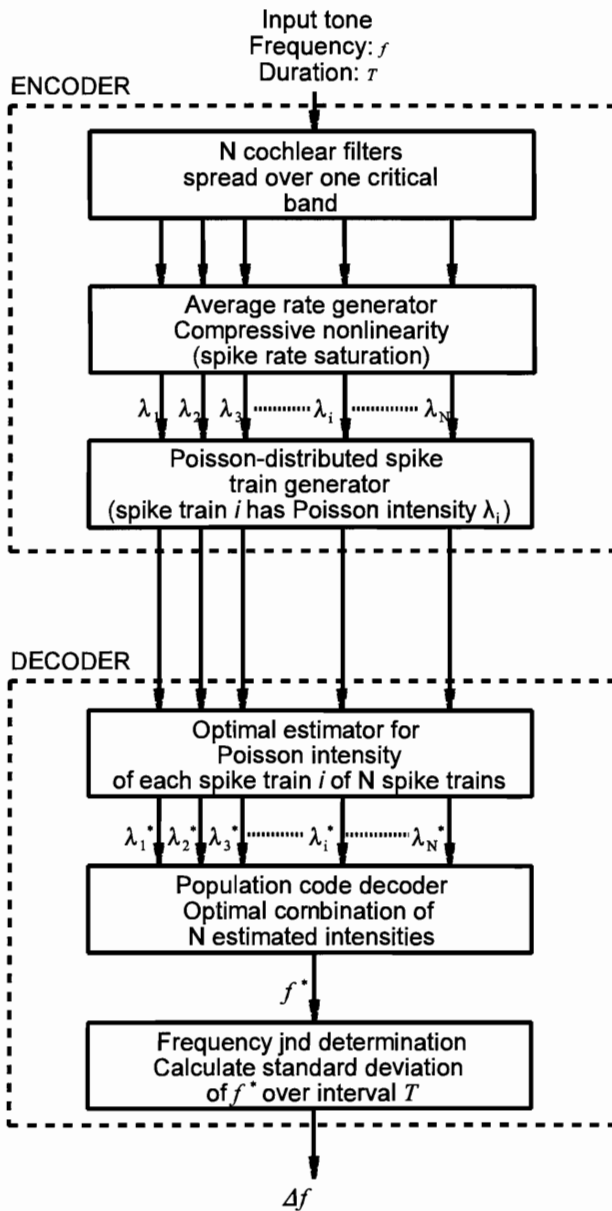 Input tone
Frequency: f
Duration: T
ENCODER
N cochlear filters
spread over one critical
band
Average rate generator
Compressive nonlinearity
(spike rate saturation)
λ₁ λ₂ λ₃ ........... λᵢ ........... λ_N
Poisson-distributed spike
train generator
(spike train i has Poisson intensity λᵢ)
DECODER
Optimal estimator for
Poisson intensity
of each spike train i of N spike trains
λ₁* λ₂* λ₃* ........... λᵢ* ........... λ_N*
Population code decoder
Optimal combination of
N estimated intensities
f*
Frequency jnd determination
Calculate standard deviation
of f* over interval T
Δf